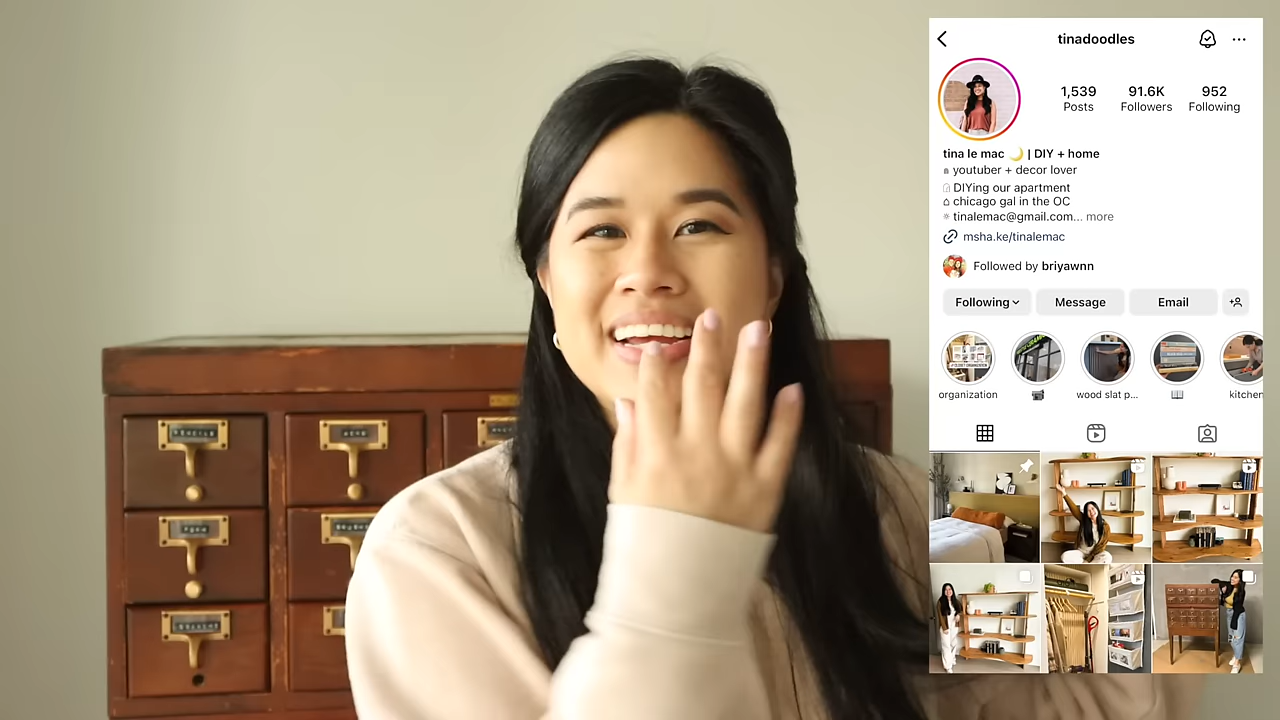 tinadoodles
1,539
91.6K
952
Posts
Followers
Following
tina le mac 🌙 | DIY + home
youtuber + decor lover
DIYing our apartment
chicago gal in the OC
tinalemac@gmail.com... more
msha.ke/tinalemac
Followed by briyawnn
Following
Message
Email
organization
wood slat p...
kitchen